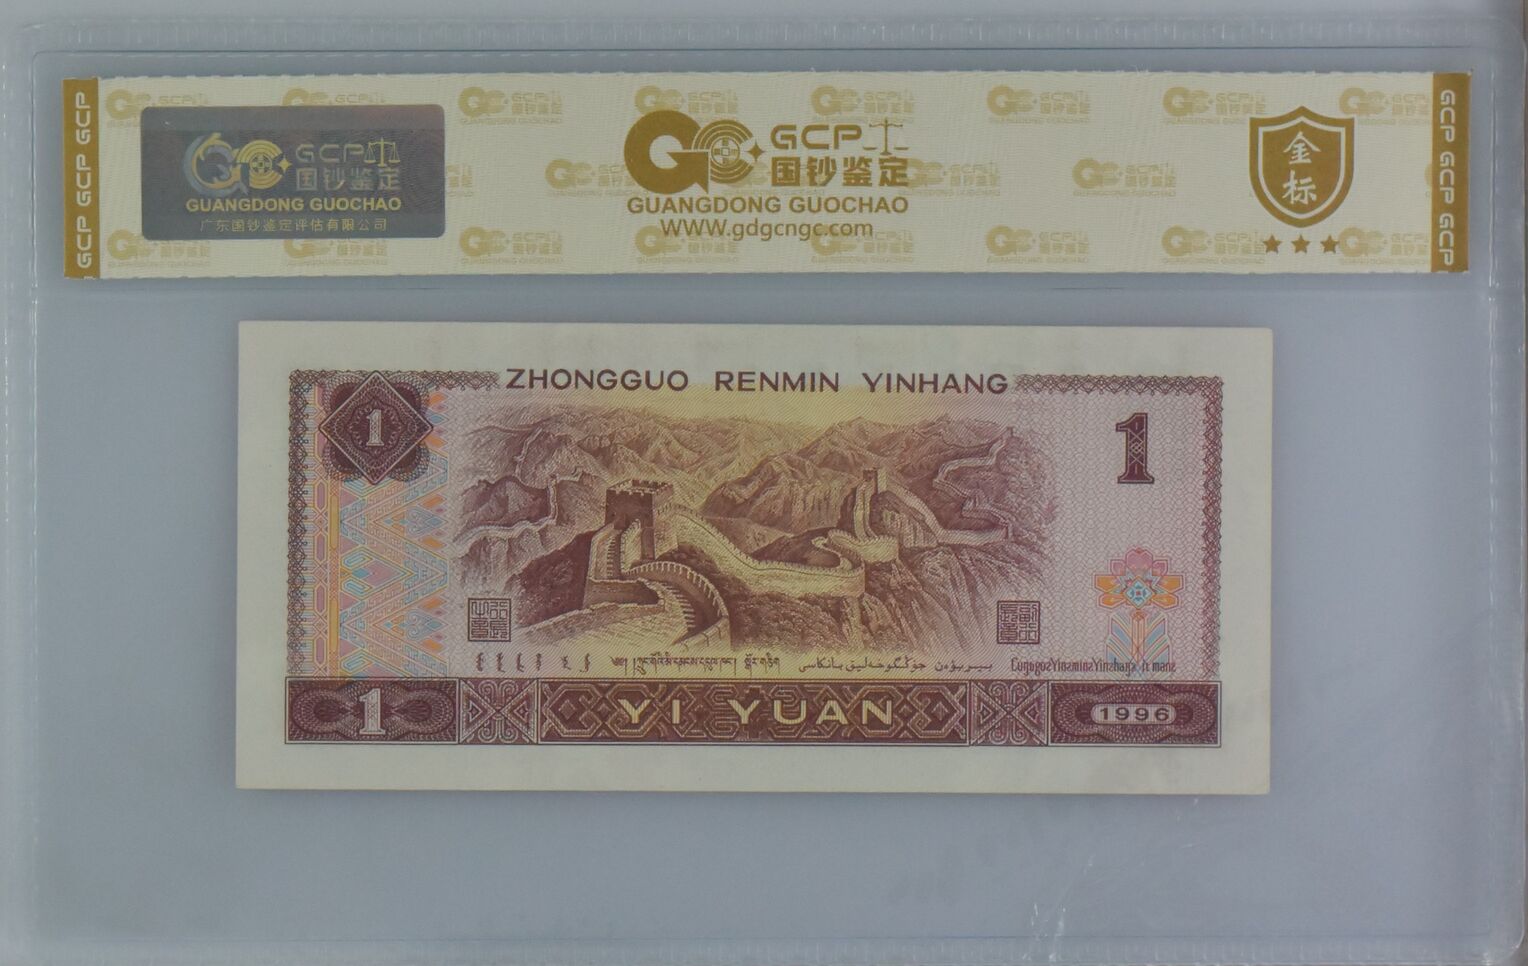 GCP GCP GCP
GCP
国钞鉴定
GUANGDONG GUOCHAO
广东国钞鉴定评估有限公司
GCP
国钞鉴定
GUANGDONG GUOCHAO
WWW.gdgcngc.com
金
标
GCP GCP GCP
ZHONGGUO RENMIN YINHANG
1
1
1
YI YUAN
1996